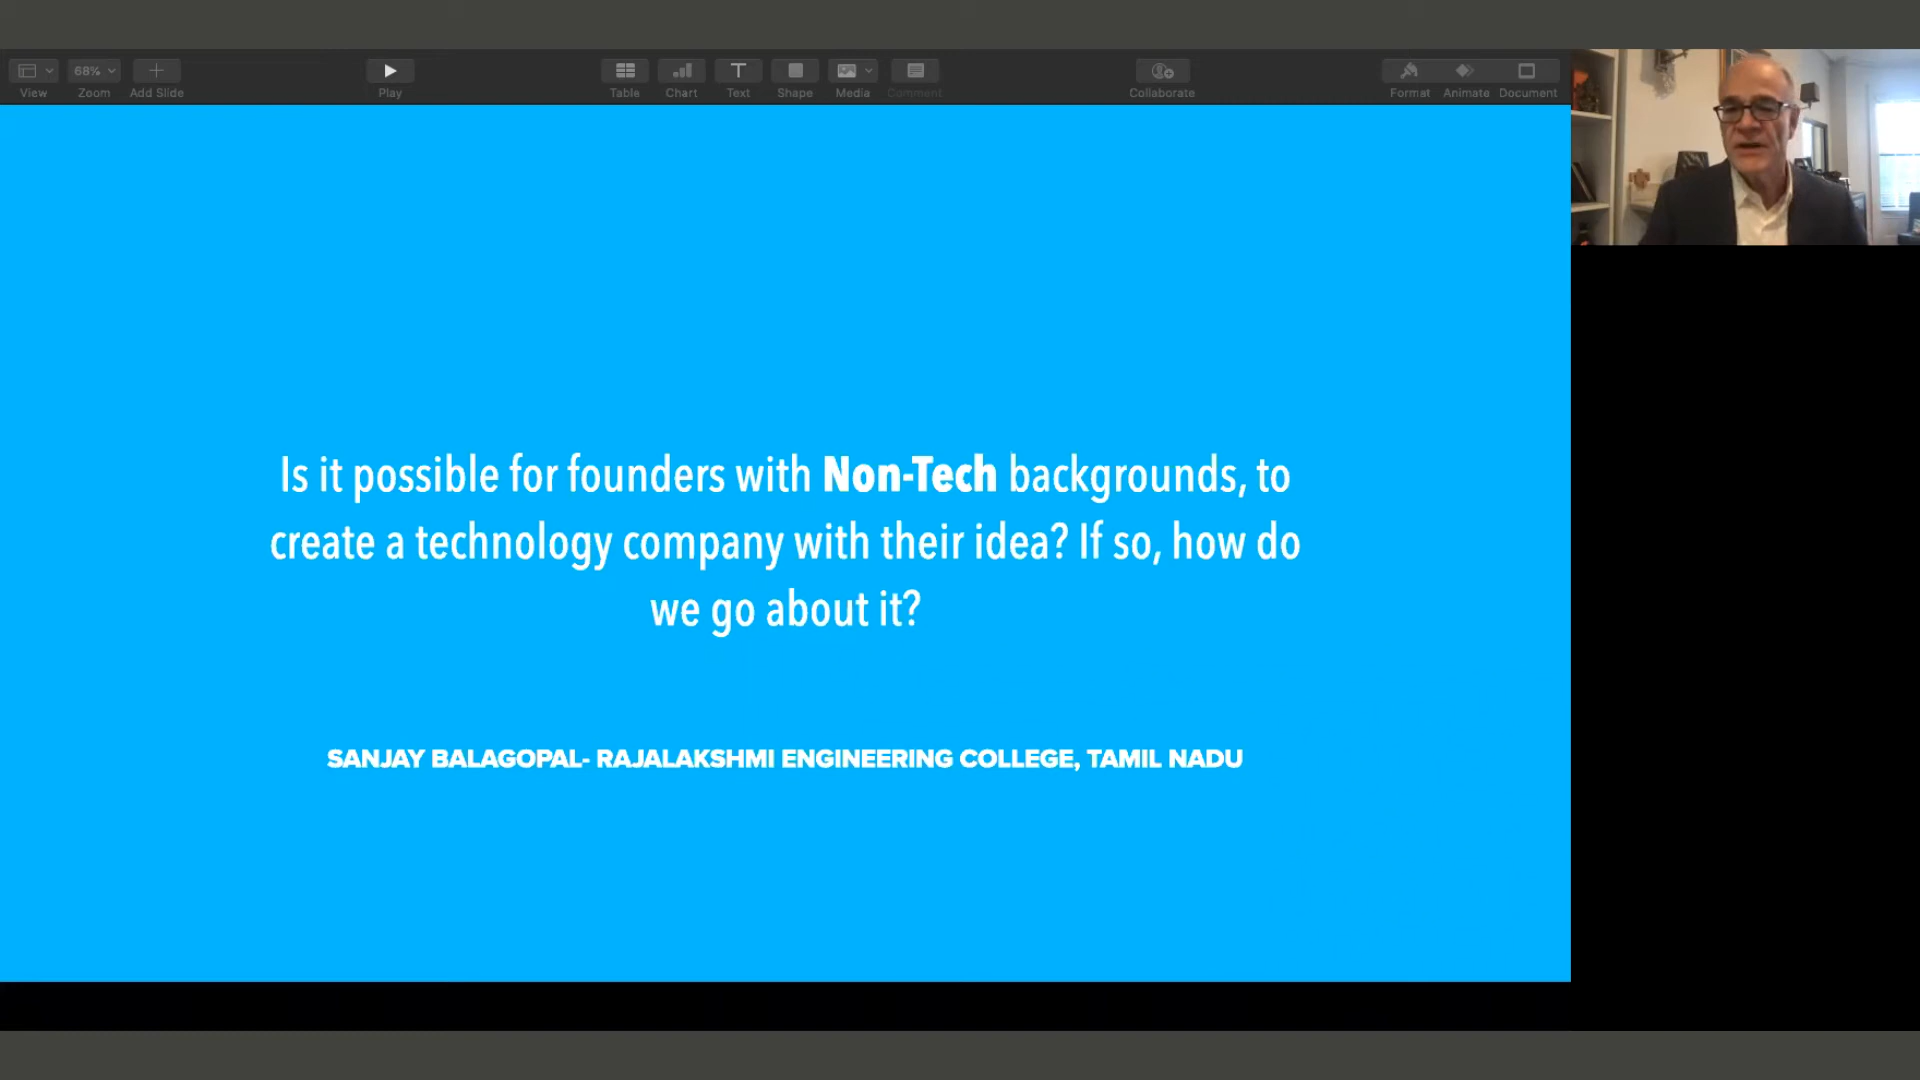 68%
View
Zoom
Add Slide
Play
Table
Chart
Text
Shape
Media
Comment
Collaborate
Format
Animate
Document
Is it possible for founders with Non-Tech backgrounds, to
create a technology company with their idea? If so, how do
we go about it?
SANJAY BALAGOPAL- RAJALAKSHMI ENGINEERING COLLEGE, TAMIL NADU